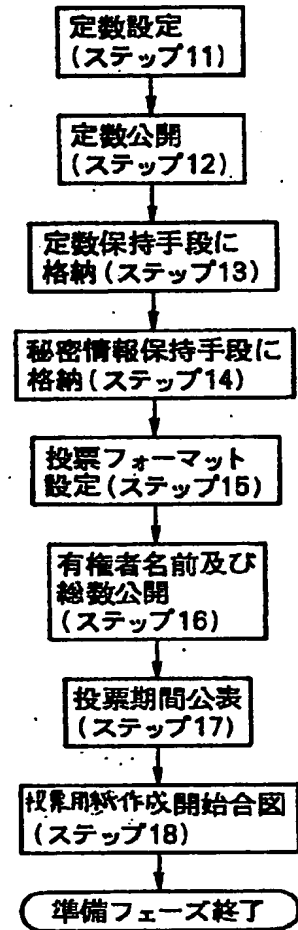 定数設定
(ステップ11)
定数公開
(ステップ12)
定数保持手段に
格納(ステップ13)
秘密情報保持手段に
格納(ステップ14)
投票フォーマット
設定(ステップ15)
有権者名前及び
総数公開
(ステップ16)
投票期間公表
(ステップ17)
投票用紙作成開始合図
(ステップ18)
準備フェーズ終了